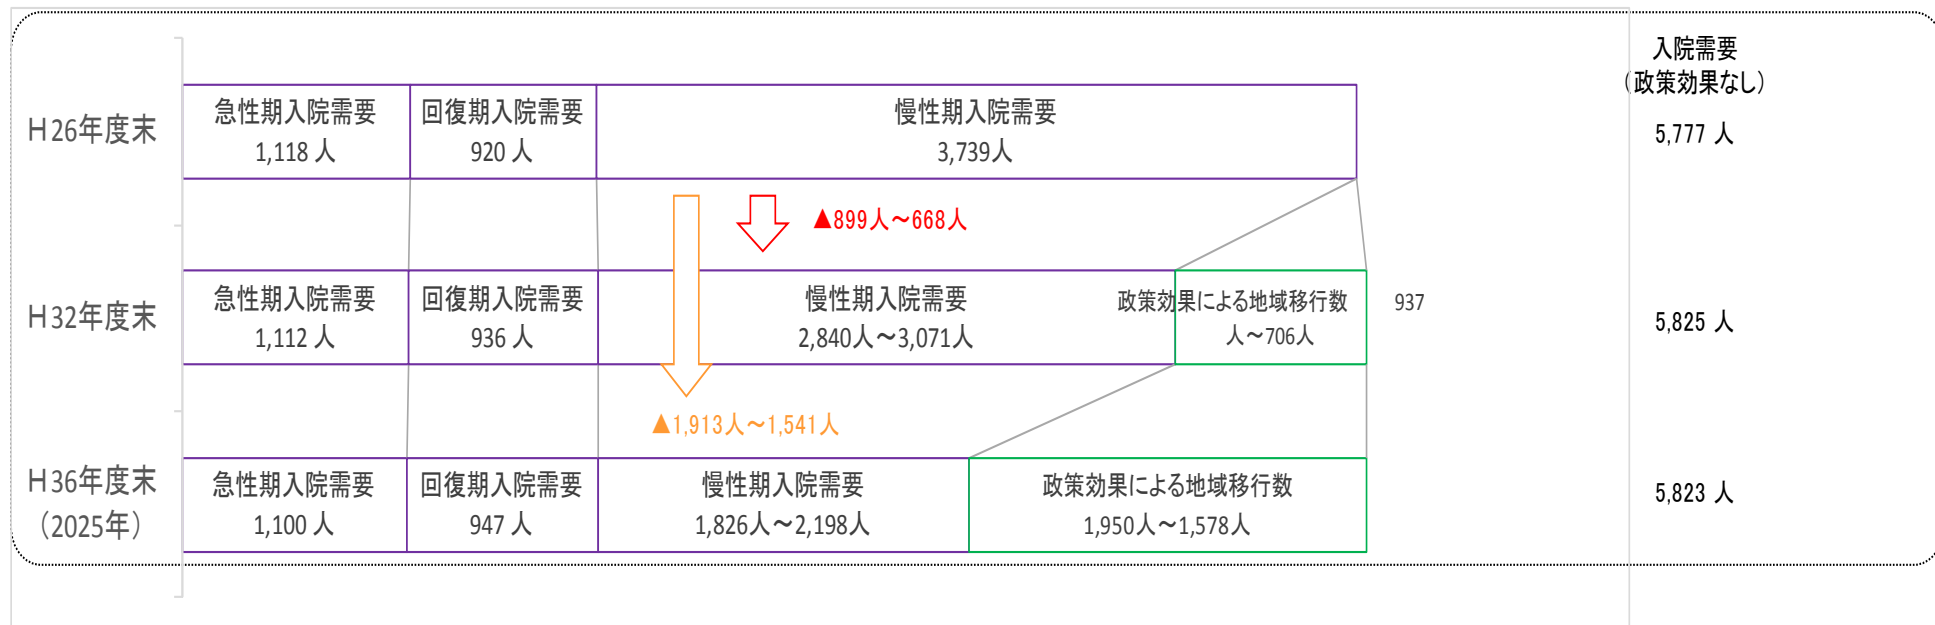 入院需要
(政策効果なし)
H26年度末
急性期入院需要
1,118 人
回復期入院需要
920 人
慢性期入院需要
3,739人
5,777 人
▲899人～668人
H32年度末
急性期入院需要
1,112 人
回復期入院需要
936 人
慢性期入院需要
2,840人～3,071人
政策効果による地域移行数
937
人～706人
5,825 人
▲1,913人～1,541人
H36年度末
（2025年）
急性期入院需要
1,100 人
回復期入院需要
947 人
慢性期入院需要
1,826人～2,198人
政策効果による地域移行数
1,950人～1,578人
5,823 人